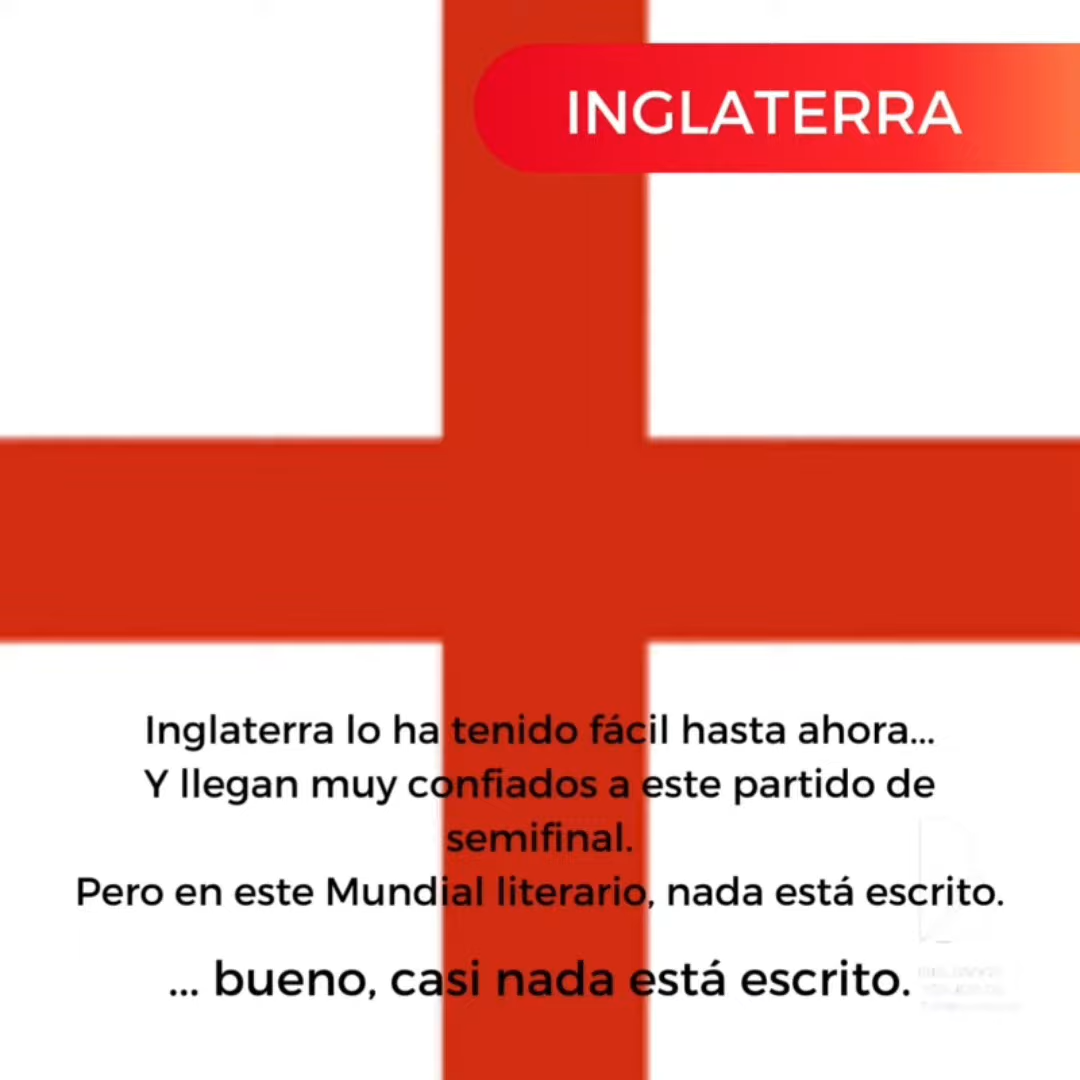 INGLATERRA
Inglaterra lo ha tenido fácil hasta ahora...
Y llegan muy confiados a este partido de
semifinal.
Pero en este Mundial literario, nada está escrito.
... bueno, casi nada está escrito.